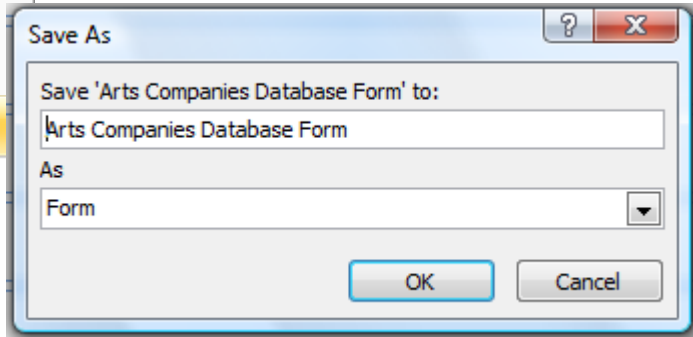 Save As
?
X
Save 'Arts Companies Database Form' to:
Arts Companies Database Form
As
Form
OK Cancel